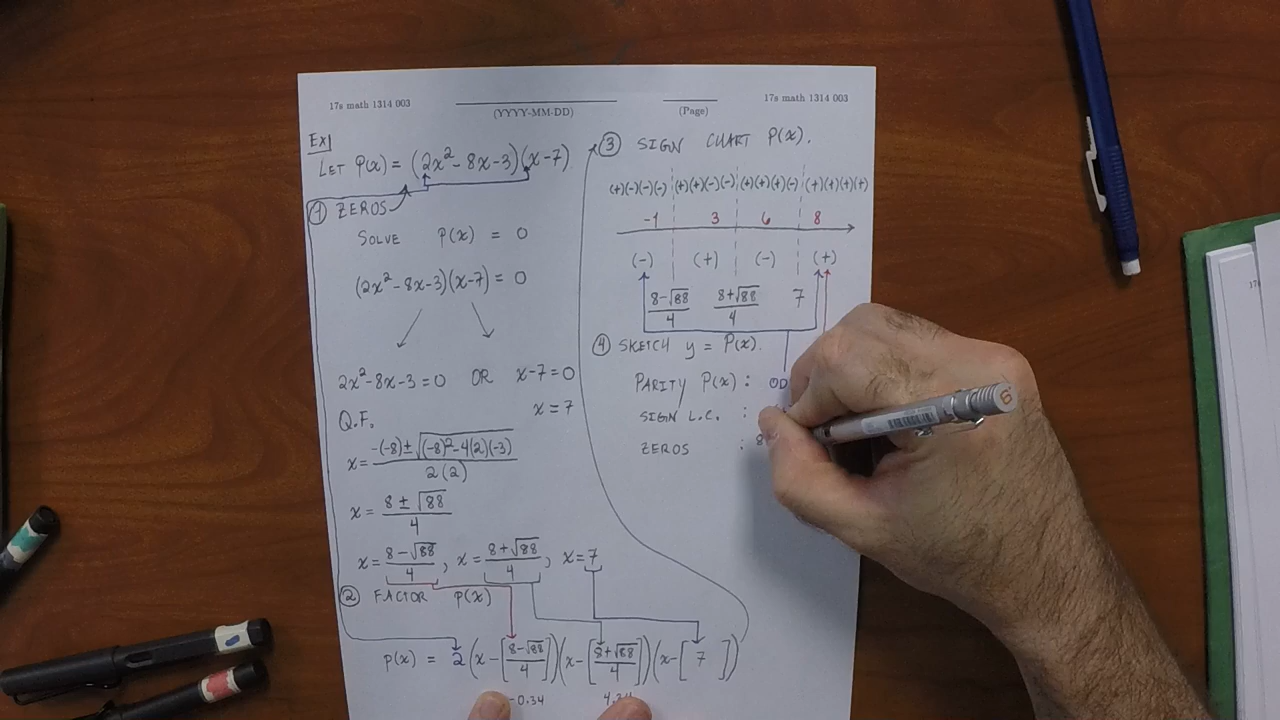 17s math 1314 003
(YYYY-MM-DD)
(Page)
17s math 1314 003
Ex
LET P(x) = (2x² - 8x - 3)(x - 7)
① ZEROS
SOLVE P(x) = 0
(2x² - 8x - 3)(x - 7) = 0
2x² - 8x - 3 = 0 OR x - 7 = 0
x = 7
Q.F.
x = (-(-8) ± √((-8)² - 4(2)(-3))) / 2(2)
x = (8 ± √88) / 4
x = (8 - √88) / 4 , x = (8 + √88) / 4 , x = 7
② FACTOR P(x)
P(x) = 2 (x - [(8 - √88) / 4])(x - [(8 + √88) / 4])(x - [7])
-0.34
③ SIGN CHART P(x).
(+)(-)(-)(-) (+)(+)(-)(-) (+)(+)(+)(-) (+)(+)(+)(+)
-1 3 6 8
(-) (+) (-) (+)
(8 - √88) / 4 (8 + √88) / 4 7
④ SKETCH y = P(x).
PARITY P(x) : OD
SIGN L.C. :
ZEROS : 8